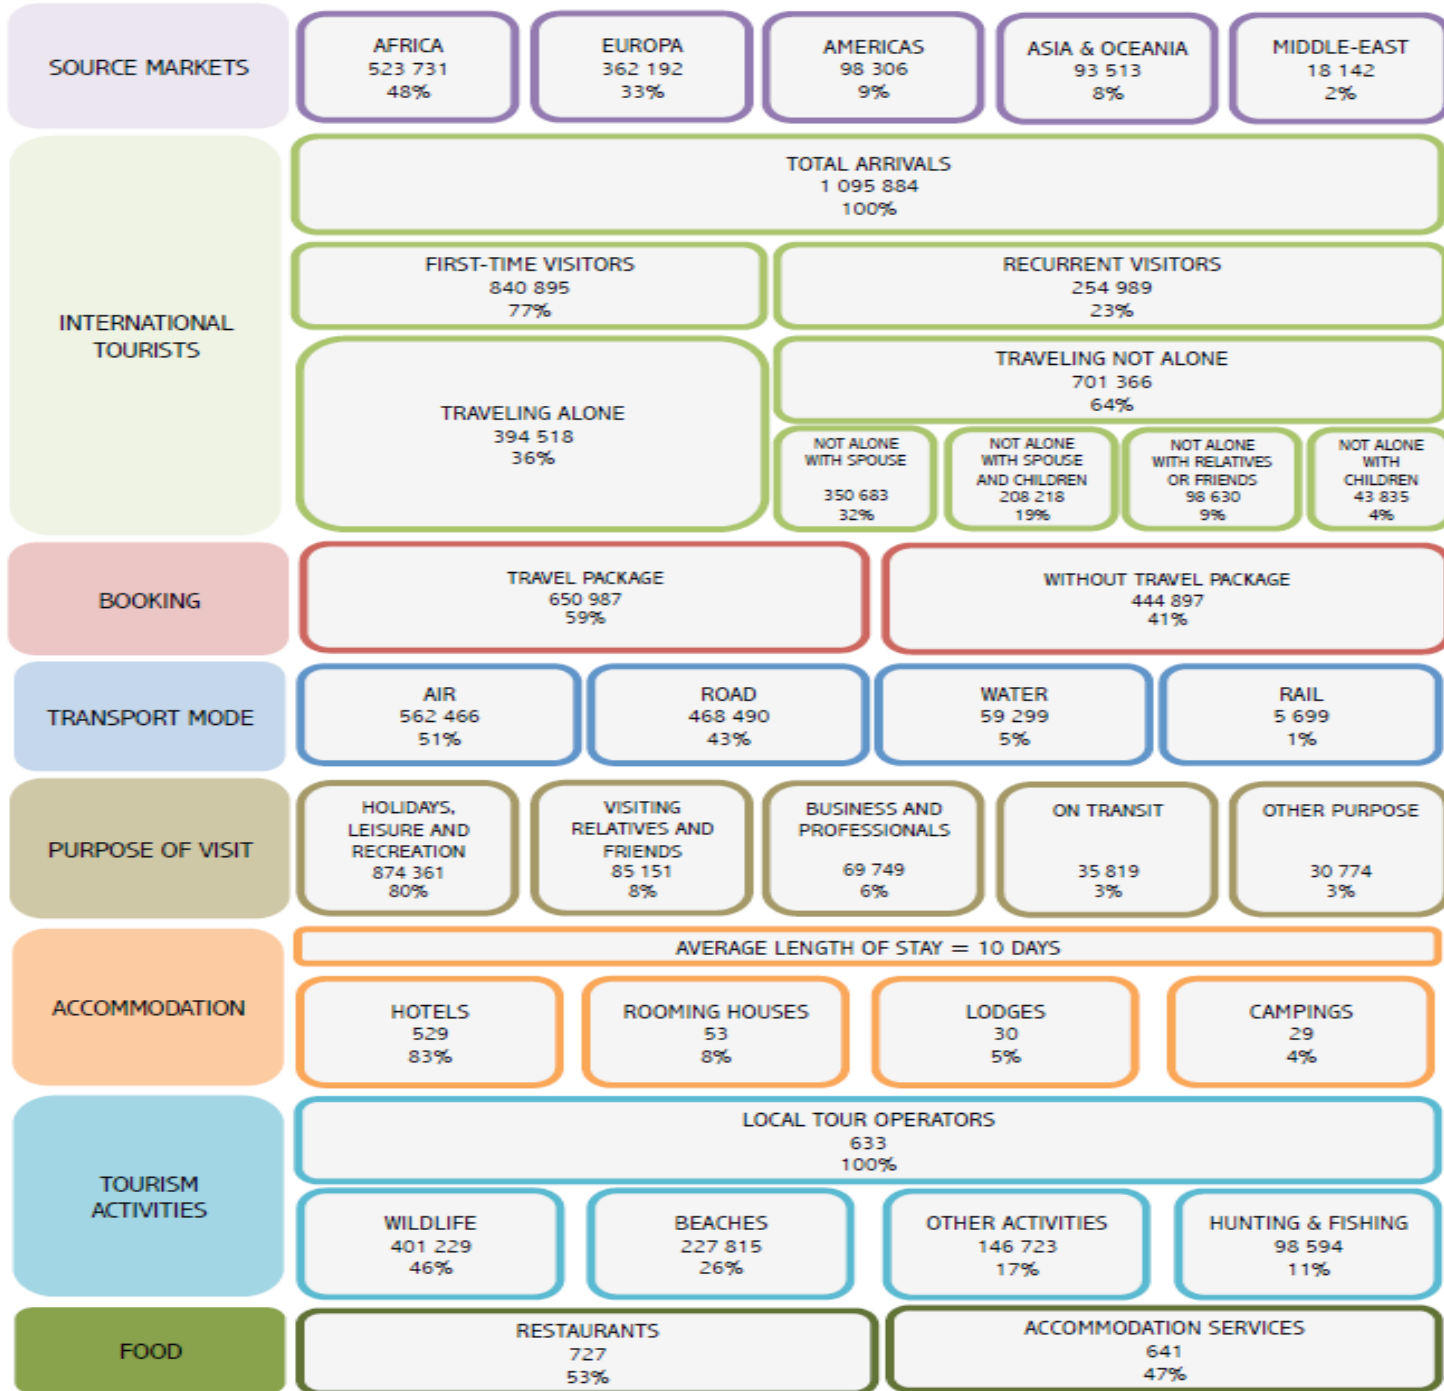 SOURCE MARKETS
AFRICA
523 731
48%
EUROPA
362 192
33%
AMERICAS
98 306
9%
ASIA & OCEANIA
93 513
8%
MIDDLE-EAST
18 142
2%
INTERNATIONAL
TOURISTS
TOTAL ARRIVALS
1 095 884
100%
FIRST-TIME VISITORS
840 895
77%
RECURRENT VISITORS
254 989
23%
TRAVELING ALONE
394 518
36%
TRAVELING NOT ALONE
701 366
64%
NOT ALONE
WITH SPOUSE
350 683
32%
NOT ALONE
WITH SPOUSE
AND CHILDREN
208 218
19%
NOT ALONE
WITH RELATIVES
OR FRIENDS
98 630
9%
NOT ALONE
WITH
CHILDREN
43 835
4%
BOOKING
TRAVEL PACKAGE
650 987
59%
WITHOUT TRAVEL PACKAGE
444 897
41%
TRANSPORT MODE
AIR
562 466
51%
ROAD
468 490
43%
WATER
59 299
5%
RAIL
5 699
1%
PURPOSE OF VISIT
HOLIDAYS,
LEISURE AND
RECREATION
874 361
80%
VISITING
RELATIVES AND
FRIENDS
85 151
8%
BUSINESS AND
PROFESSIONALS
69 749
6%
ON TRANSIT
35 819
3%
OTHER PURPOSE
30 774
3%
ACCOMMODATION
AVERAGE LENGTH OF STAY = 10 DAYS
HOTELS
529
83%
ROOMING HOUSES
53
8%
LODGES
30
5%
CAMPINGS
29
4%
TOURISM
ACTIVITIES
LOCAL TOUR OPERATORS
633
100%
WILDLIFE
401 229
46%
BEACHES
227 815
26%
OTHER ACTIVITIES
146 723
17%
HUNTING & FISHING
98 594
11%
FOOD
RESTAURANTS
727
53%
ACCOMMODATION SERVICES
641
47%